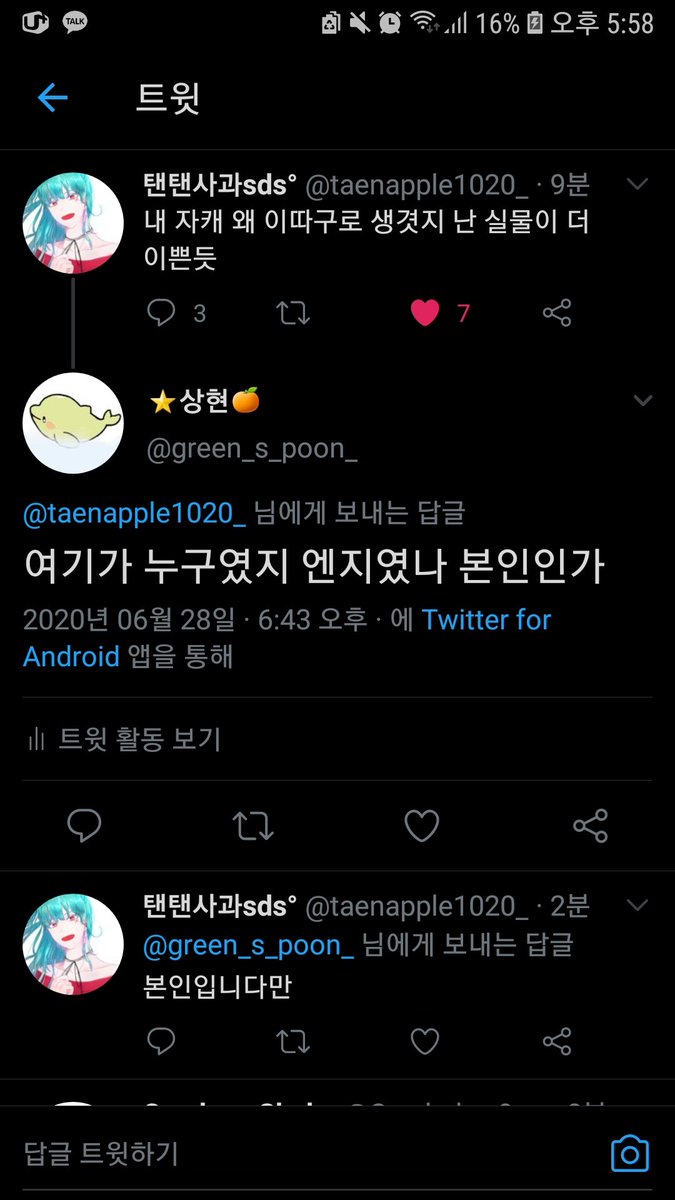 U+ TALK 16% 오후 5:58
트윗
탠탠사과sds° @taenapple1020_ · 9분
내 자캐 왜 이따구로 생겻지 난 실물이 더
이쁜듯
3 7
⭐상현🍊
@green_s_poon_
@taenapple1020_ 님에게 보내는 답글
여기가 누구였지 엔지였나 본인인가
2020년 06월 28일 · 6:43 오후 · 에 Twitter for
Android 앱을 통해
트윗 활동 보기
탠탠사과sds° @taenapple1020_ · 2분
@green_s_poon_ 님에게 보내는 답글
본인입니다만
답글 트윗하기